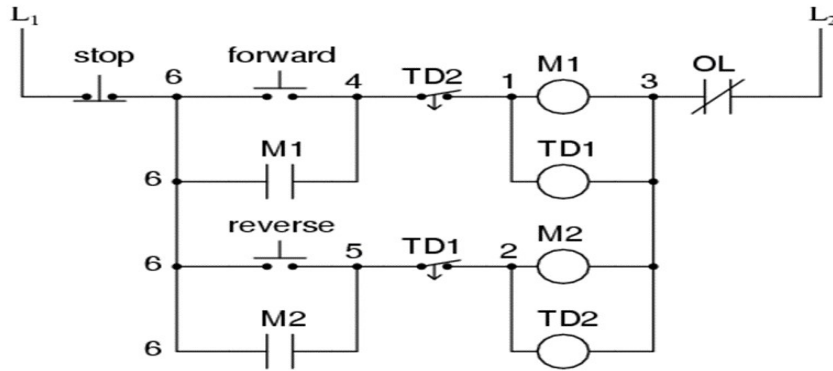 L1 L2
stop 6 forward 4 TD2 1 M1 3 OL
M1 TD1
6
reverse 5 TD1 2 M2
6
M2 TD2
6